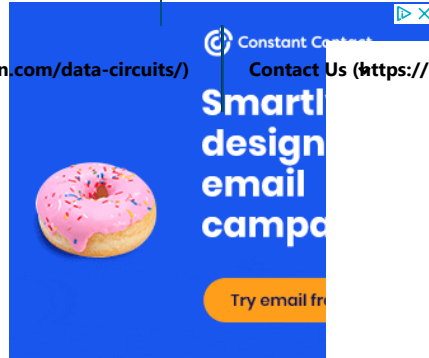 Constant Contact
n.com/data-circuits/)
Contact Us (https://
Smartl
design
email
campa
Try email fr